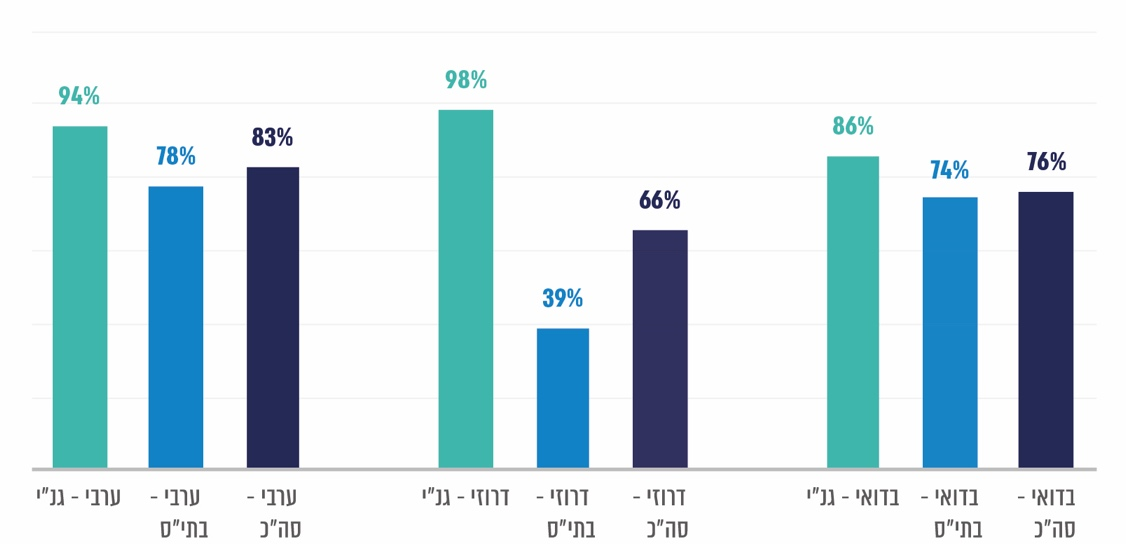 94%
78%
83%
98%
39%
66%
86%
74%
76%
ערבי - גנ"י
ערבי -
בתי"ס
ערבי -
סה"כ
דרוזי - גנ"י
דרוזי -
בתי"ס
דרוזי -
סה"כ
בדואי - גנ"י
בדואי -
בתי"ס
בדואי -
סה"כ